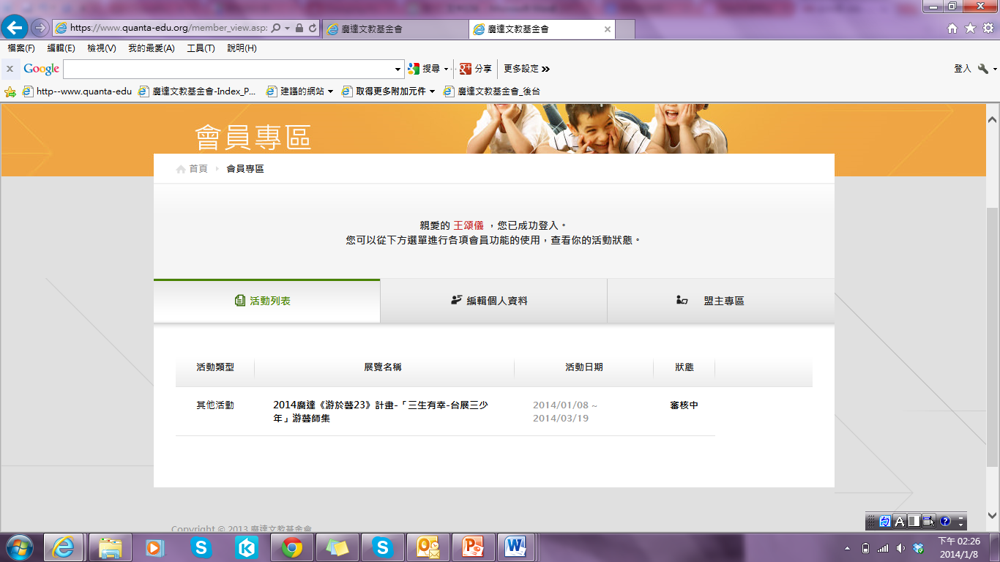 https://www.quanta-edu.org/member_view.asp:
廣達文教基金會
廣達文教基金會
檔案(F) 編輯(E) 檢視(V) 我的最愛(A) 工具(T) 說明(H)
x Google 搜尋 分享 更多設定 登入
http--www.quanta-edu 廣達文教基金會-Index_P... 建議的網站 取得更多附加元件 廣達文教基金會_後台
會員專區
首頁 會員專區
親愛的 王頌儀 ，您已成功登入。
您可以從下方選單進行各項會員功能的使用，查看你的活動狀態。
活動列表 編輯個人資料 盟主專區
活動類型 展覽名稱 活動日期 狀態
其他活動 2014廣達《游於藝23》計畫-「三生有幸-台展三少 2014/01/08 ~ 審核中
年」游藝師集 2014/03/19
Copyright © 2013 廣達文教基金會
下午 02:26
2014/1/8